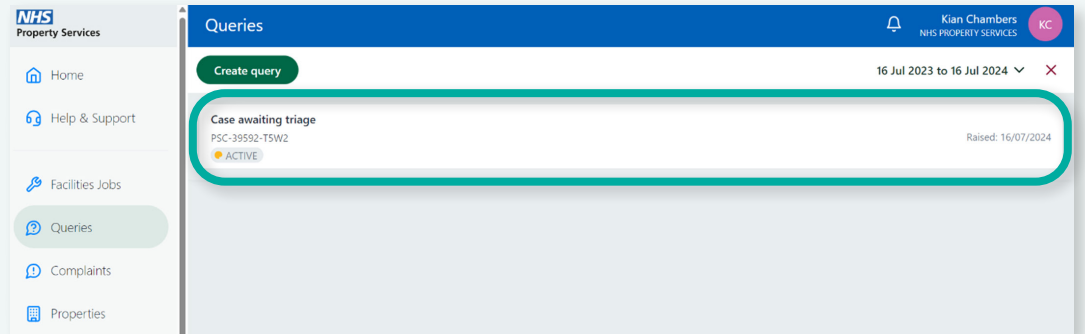 NHS
Property Services
Home
Help & Support
Facilities Jobs
Queries
Complaints
Properties
Queries
Kian Chambers
NHS PROPERTY SERVICES
KC
Create query
16 Jul 2023 to 16 Jul 2024
Case awaiting triage
PSC-39592-T5W2
Raised: 16/07/2024
ACTIVE